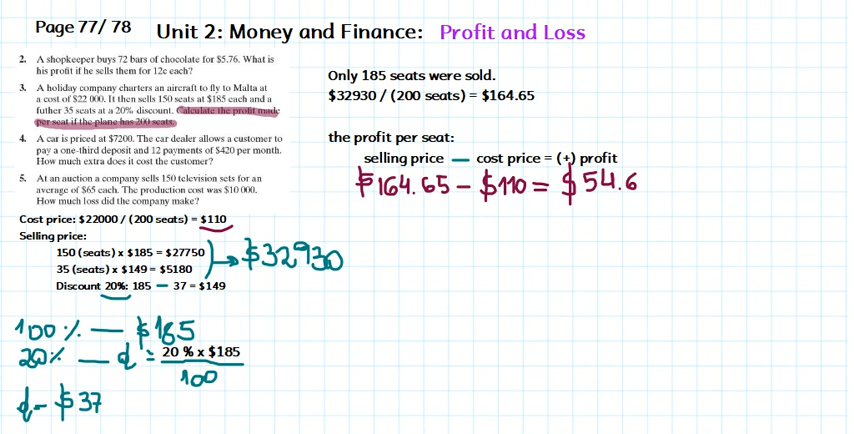 Page 77/ 78
Unit 2: Money and Finance: Profit and Loss
2. A shopkeeper buys 72 bars of chocolate for $5.76. What is
his profit if he sells them for 12c each?
3. A holiday company charters an aircraft to fly to Malta at
a cost of $22 000. It then sells 150 seats at $185 each and a
futher 35 seats at a 20% discount. Calculate the profit made
per seat if the plane has 200 seats.
4. A car is priced at $7200. The car dealer allows a customer to
pay a one-third deposit and 12 payments of $420 per month.
How much extra does it cost the customer?
5. At an auction a company sells 150 television sets for an
average of $65 each. The production cost was $10 000.
How much loss did the company make?
Cost price: $22000 / (200 seats) = $110
Selling price:
150 (seats) x $185 = $27750
35 (seats) x $149 = $5180
Discount 20%: 185 — 37 = $149
$32930
100% — $185
20% — d = 20 % x $185
100
d = $37
Only 185 seats were sold.
$32930 / (200 seats) = $164.65
the profit per seat:
selling price — cost price = (+) profit
$164.65 - $110 = $54.6